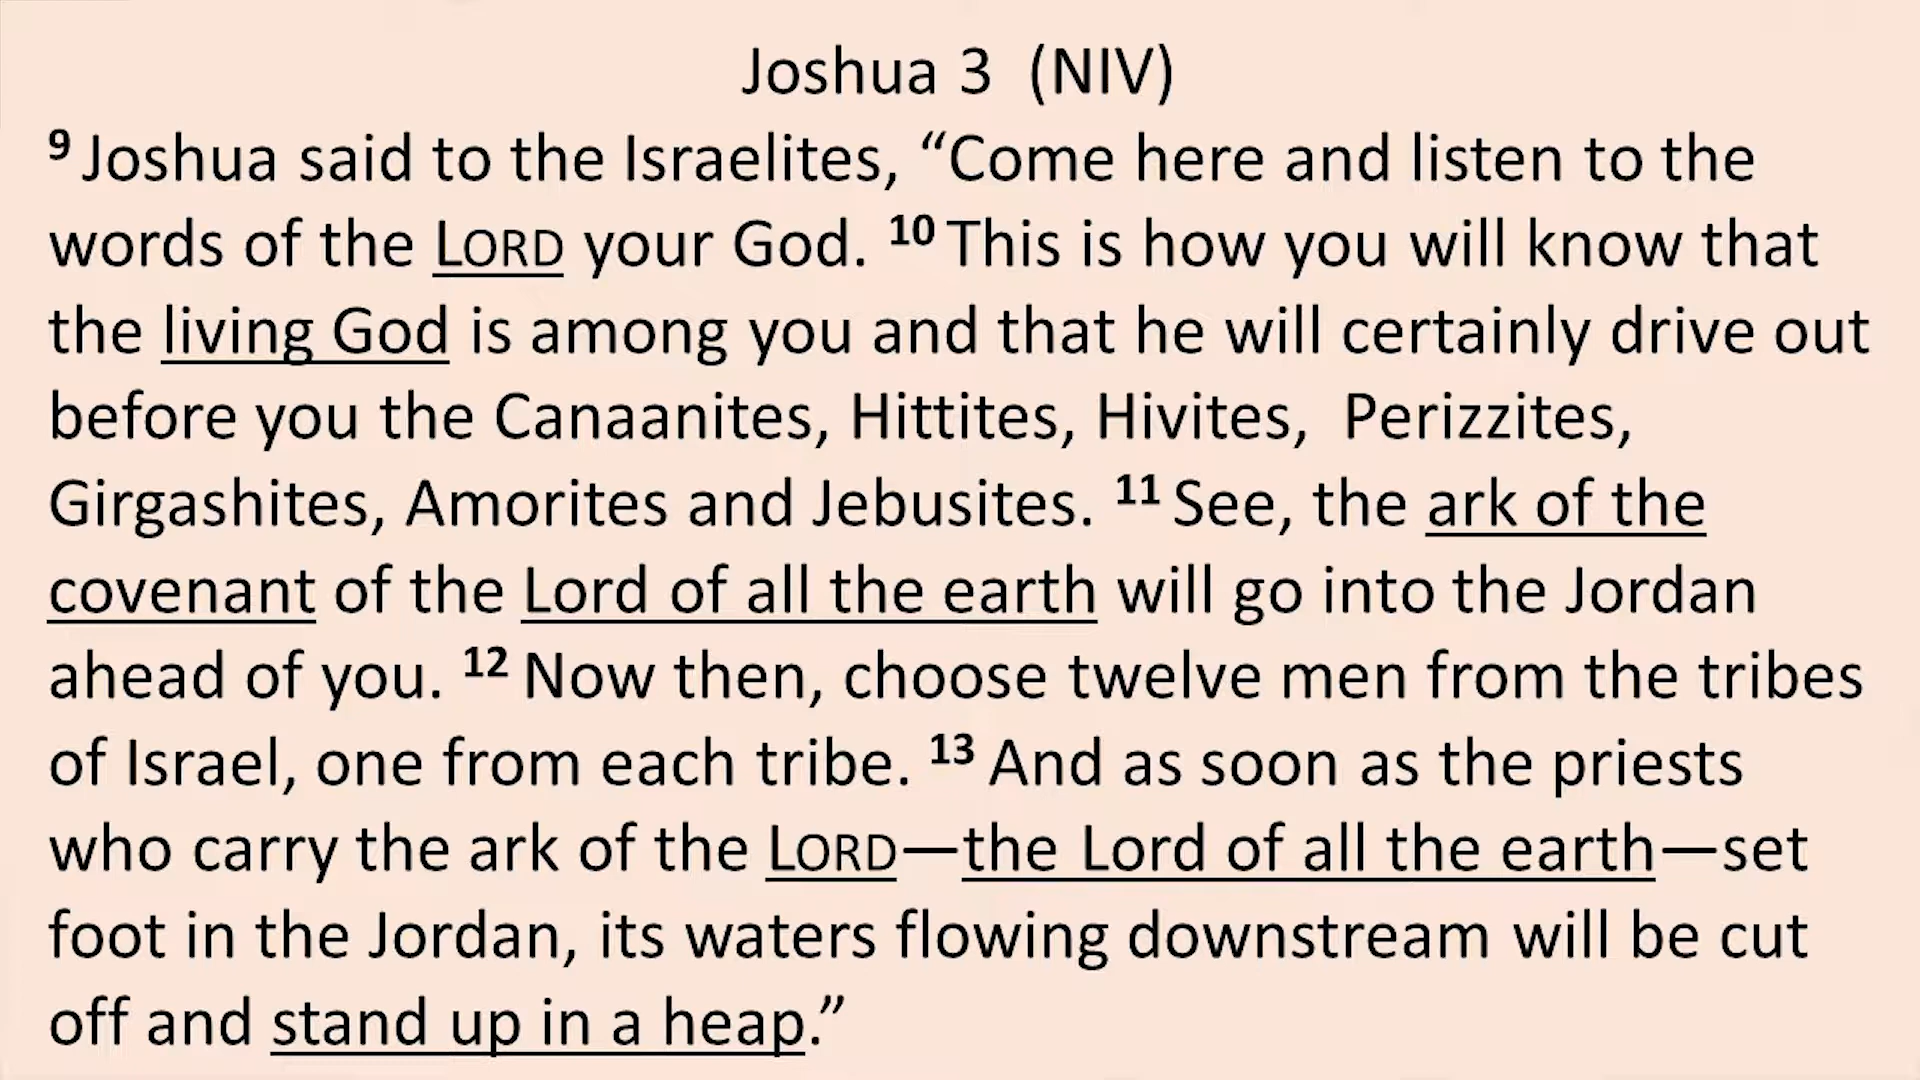 Joshua 3  (NIV)
9 Joshua said to the Israelites, “Come here and listen to the
words of the LORD your God. 10 This is how you will know that
the living God is among you and that he will certainly drive out
before you the Canaanites, Hittites, Hivites,  Perizzites,
Girgashites, Amorites and Jebusites. 11 See, the ark of the
covenant of the Lord of all the earth will go into the Jordan
ahead of you. 12 Now then, choose twelve men from the tribes
of Israel, one from each tribe. 13 And as soon as the priests
who carry the ark of the LORD—the Lord of all the earth—set
foot in the Jordan, its waters flowing downstream will be cut
off and stand up in a heap.”